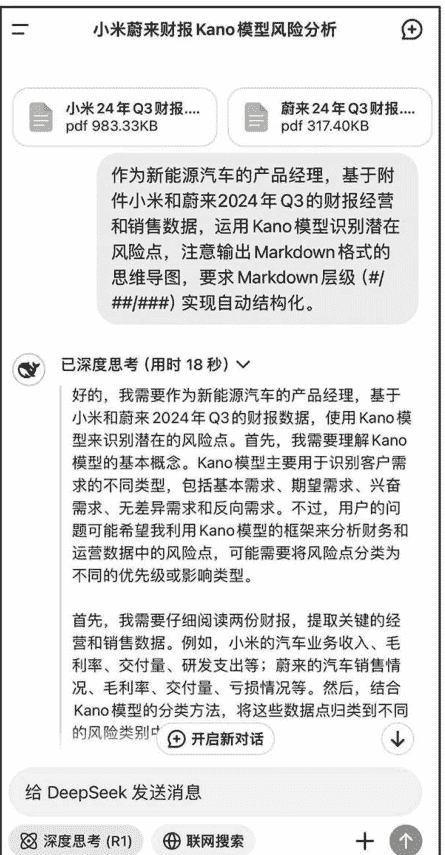 小米蔚来财报Kano模型风险分析
小米24年Q3财报....
pdf 983.33KB
蔚来24年Q3财报....
pdf 317.40KB
作为新能源汽车的产品经理，基于附
件小米和蔚来2024年Q3的财报经营
和销售数据，运用Kano模型识别潜在
风险点，注意输出Markdown格式的
思维导图，要求Markdown层级（#/
##/###）实现自动结构化。
已深度思考（用时 18 秒）
好的，我需要作为新能源汽车的产品经理，基于
小米和蔚来2024年Q3的财报数据，使用Kano模
型来识别潜在的风险点。首先，我需要理解Kano
模型的基本概念。Kano模型主要用于识别客户需
求的不同类型，包括基本需求、期望需求、兴奋
需求、无差异需求和反向需求。不过，用户的问
题可能希望我利用Kano模型的框架来分析财务和
运营数据中的风险点，可能需要将风险点分类为
不同的优先级或影响类型。
首先，我需要仔细阅读两份财报，提取关键的经
营和销售数据。例如，小米的汽车业务收入、毛
利率、交付量、研发支出等；蔚来的汽车销售情
况、毛利率、交付量、亏损情况等。然后，结合
Kano模型的分类方法，将这些数据点归类到不同
的风险类别中
开启新对话
给 DeepSeek 发送消息
深度思考 (R1)
联网搜索